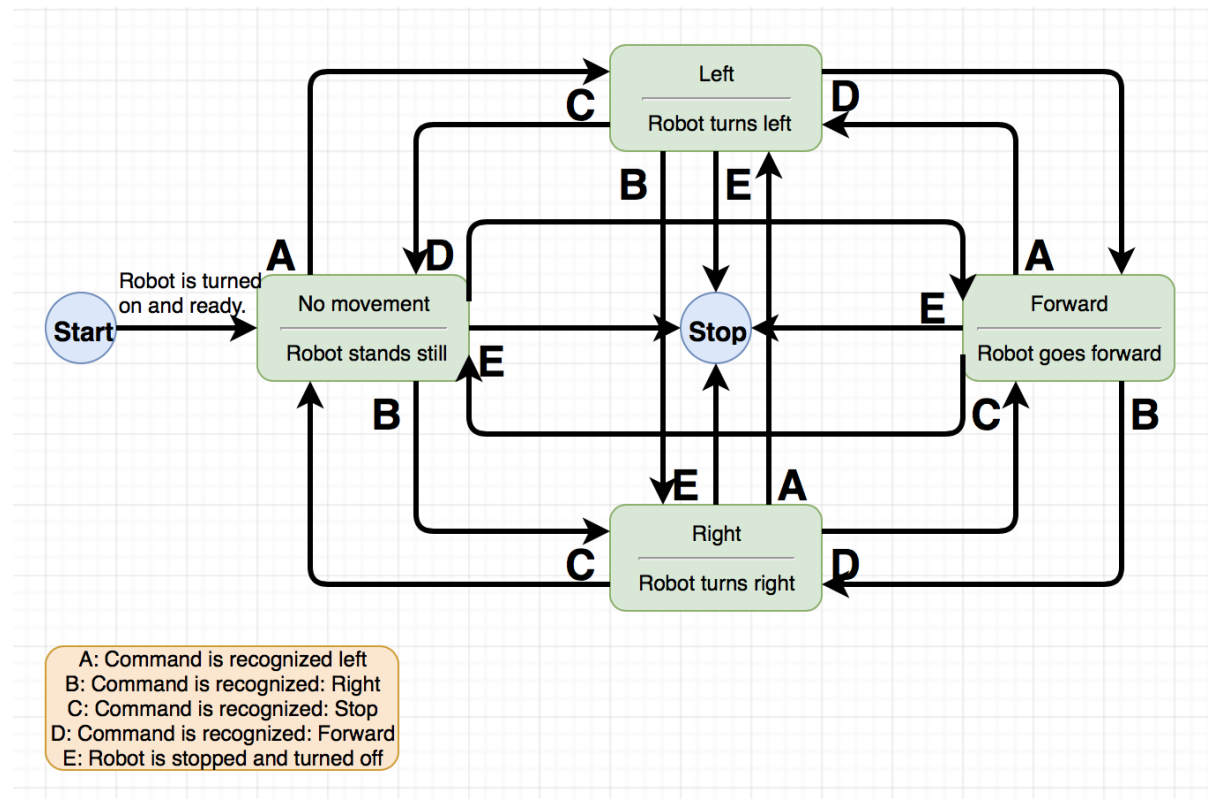 Left
Robot turns left
C
D
B
E
A
D
A
Robot is turned
on and ready.
Start
No movement
Robot stands still
Stop
E
Forward
Robot goes forward
E
B
C
B
E
A
Right
Robot turns right
C
D
A: Command is recognized left
B: Command is recognized: Right
C: Command is recognized: Stop
D: Command is recognized: Forward
E: Robot is stopped and turned off